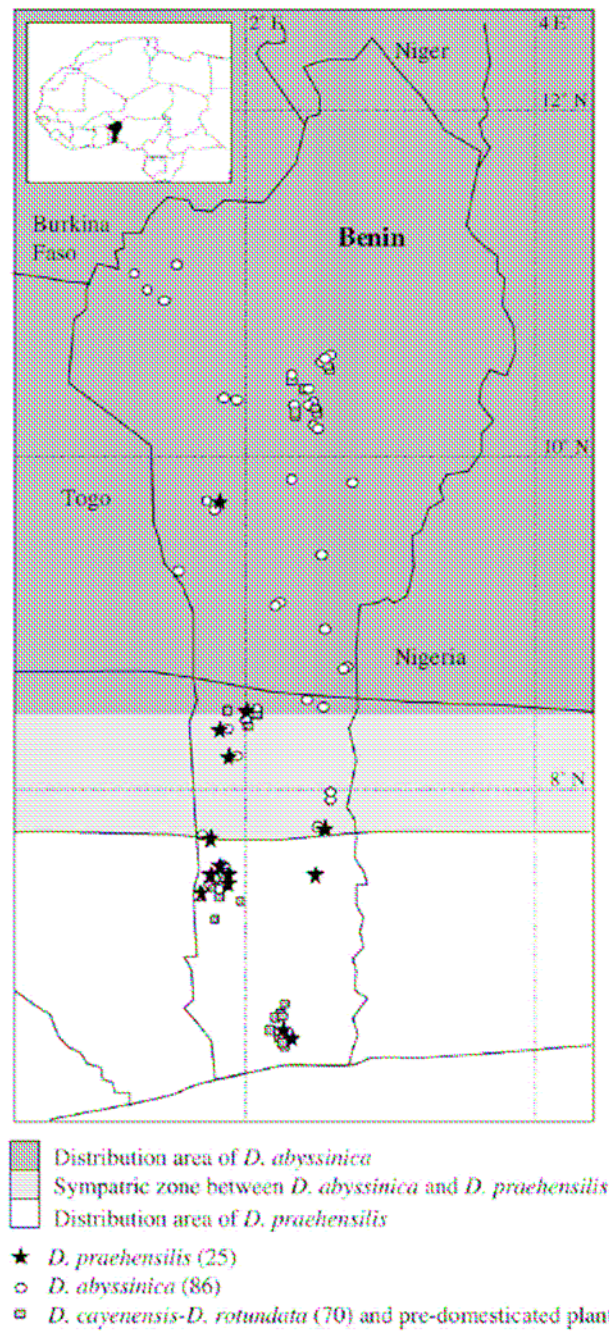 2° E
4 E°
Niger
12° N
Burkina
Faso
Benin
10° N
Togo
Nigeria
8° N
Distribution area of D. abyssinica
Sympatric zone between D. abyssinica and D. praehensilis
Distribution area of D. praehensilis
D. praehensilis (25)
D. abyssinica (86)
D. cayenensis-D. rotundata (70) and pre-domesticated plant